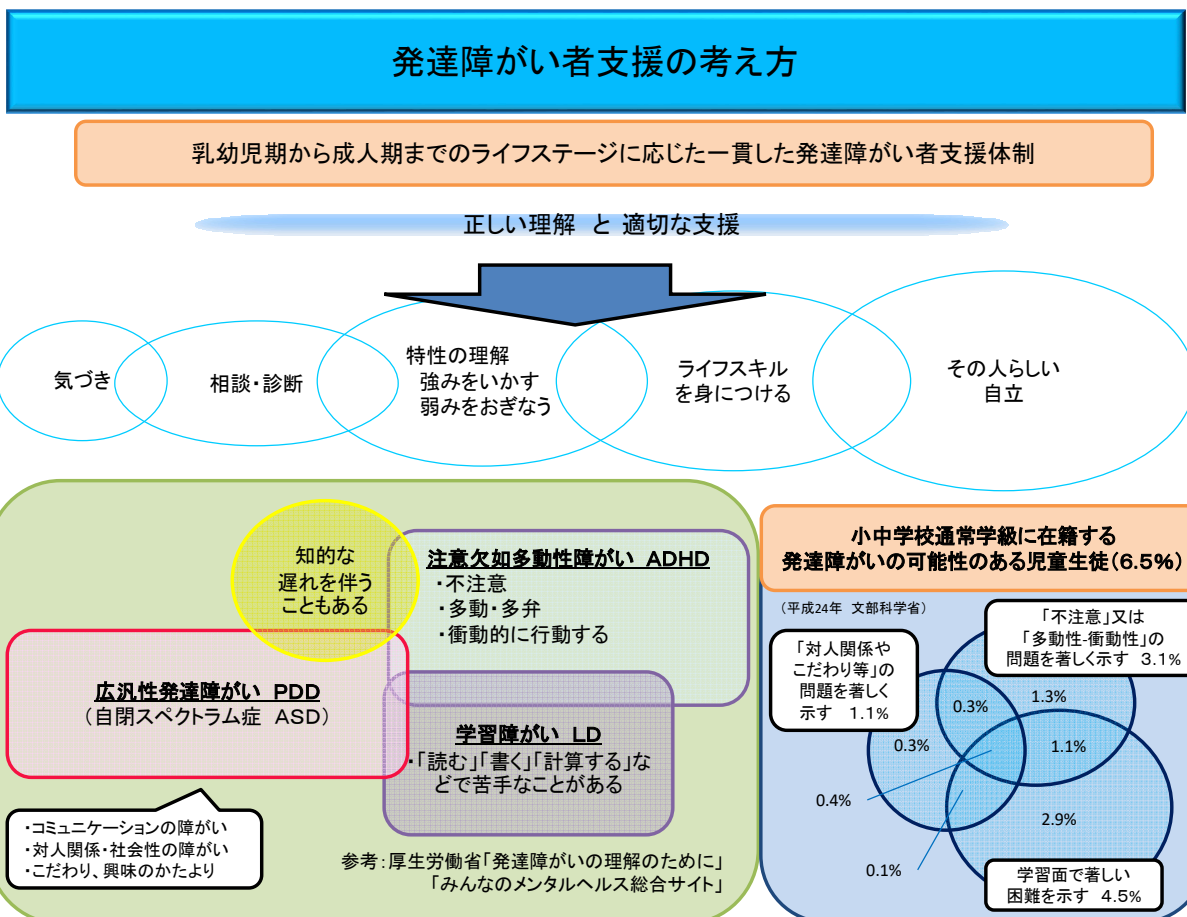 発達障がい者支援の考え方
乳幼児期から成人期までのライフステージに応じた一貫した発達障がい者支援体制
正しい理解 と 適切な支援
気づき
相談・診断
特性の理解
強みをいかす
弱みをおぎなう
ライフスキル
を身につける
その人らしい
自立
知的な
遅れを伴う
こともある
注意欠如多動性障がい ADHD
・不注意
・多動・多弁
・衝動的に行動する
広汎性発達障がい PDD
（自閉スペクトラム症 ASD）
学習障がい LD
・「読む」「書く」「計算する」な
どで苦手なことがある
・コミュニケーションの障がい
・対人関係・社会性の障がい
・こだわり、興味のかたより
参考：厚生労働省「発達障がいの理解のために」
「みんなのメンタルヘルス総合サイト」
小中学校通常学級に在籍する
発達障がいの可能性のある児童生徒（6.5%）
（平成24年 文部科学省）
「不注意」又は
「多動性-衝動性」の
問題を著しく示す 3.1%
「対人関係や
こだわり等」の
問題を著しく
示す 1.1%
0.3%
1.3%
0.3%
1.1%
0.4%
2.9%
0.1%
学習面で著しい
困難を示す 4.5%